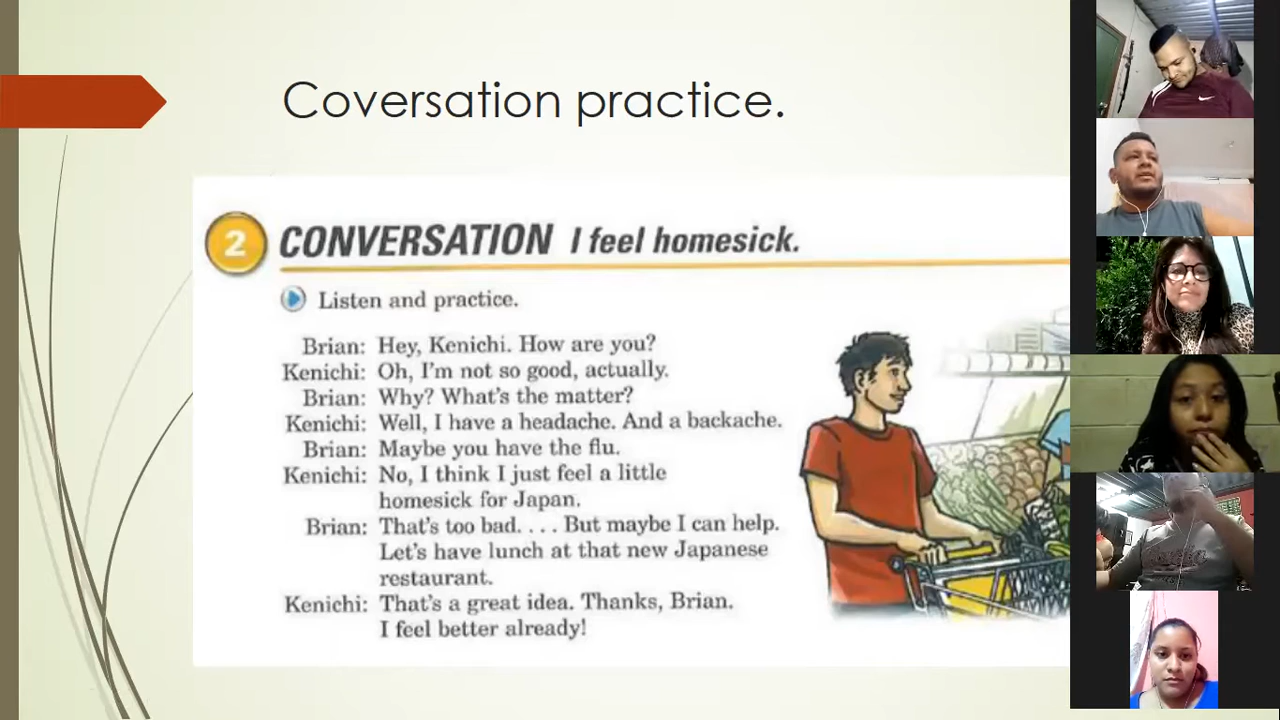 Coversation practice.
2 CONVERSATION I feel homesick.
Listen and practice.
Brian: Hey, Kenichi. How are you?
Kenichi: Oh, I'm not so good, actually.
Brian: Why? What's the matter?
Kenichi: Well, I have a headache. And a backache.
Brian: Maybe you have the flu.
Kenichi: No, I think I just feel a little
homesick for Japan.
Brian: That's too bad. . . . But maybe I can help.
Let's have lunch at that new Japanese
restaurant.
Kenichi: That's a great idea. Thanks, Brian.
I feel better already!